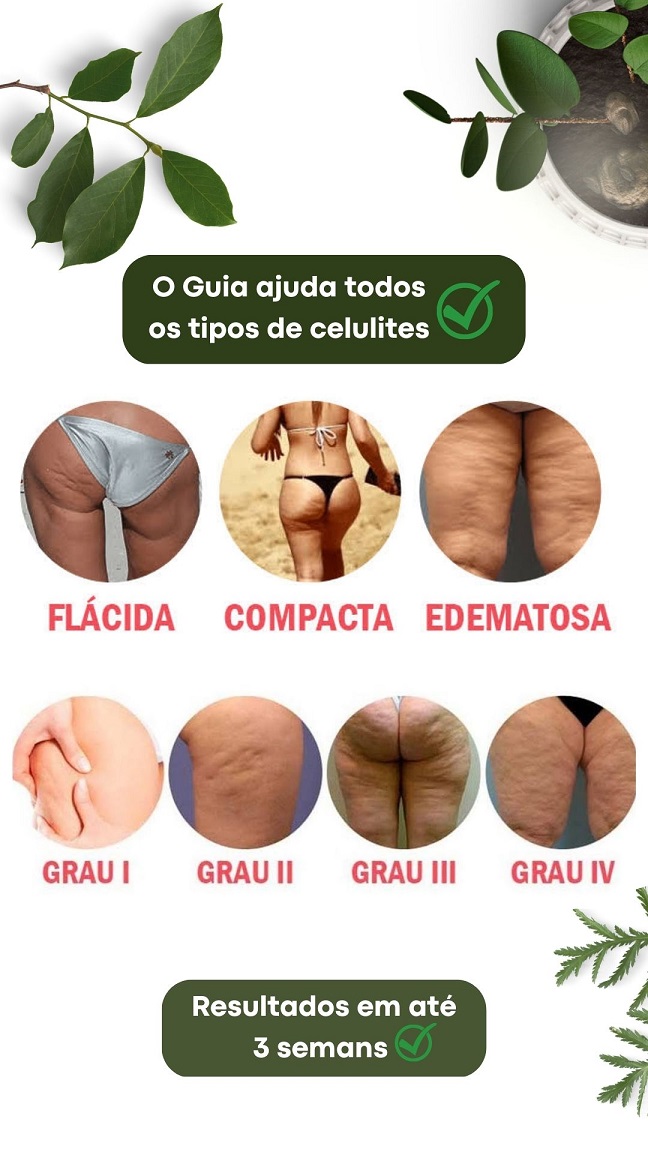 O Guia ajuda todos
os tipos de celulites
FLÁCIDA COMPACTA EDEMATOSA
GRAU I GRAU II GRAU III GRAU IV
Resultados em até
3 semans